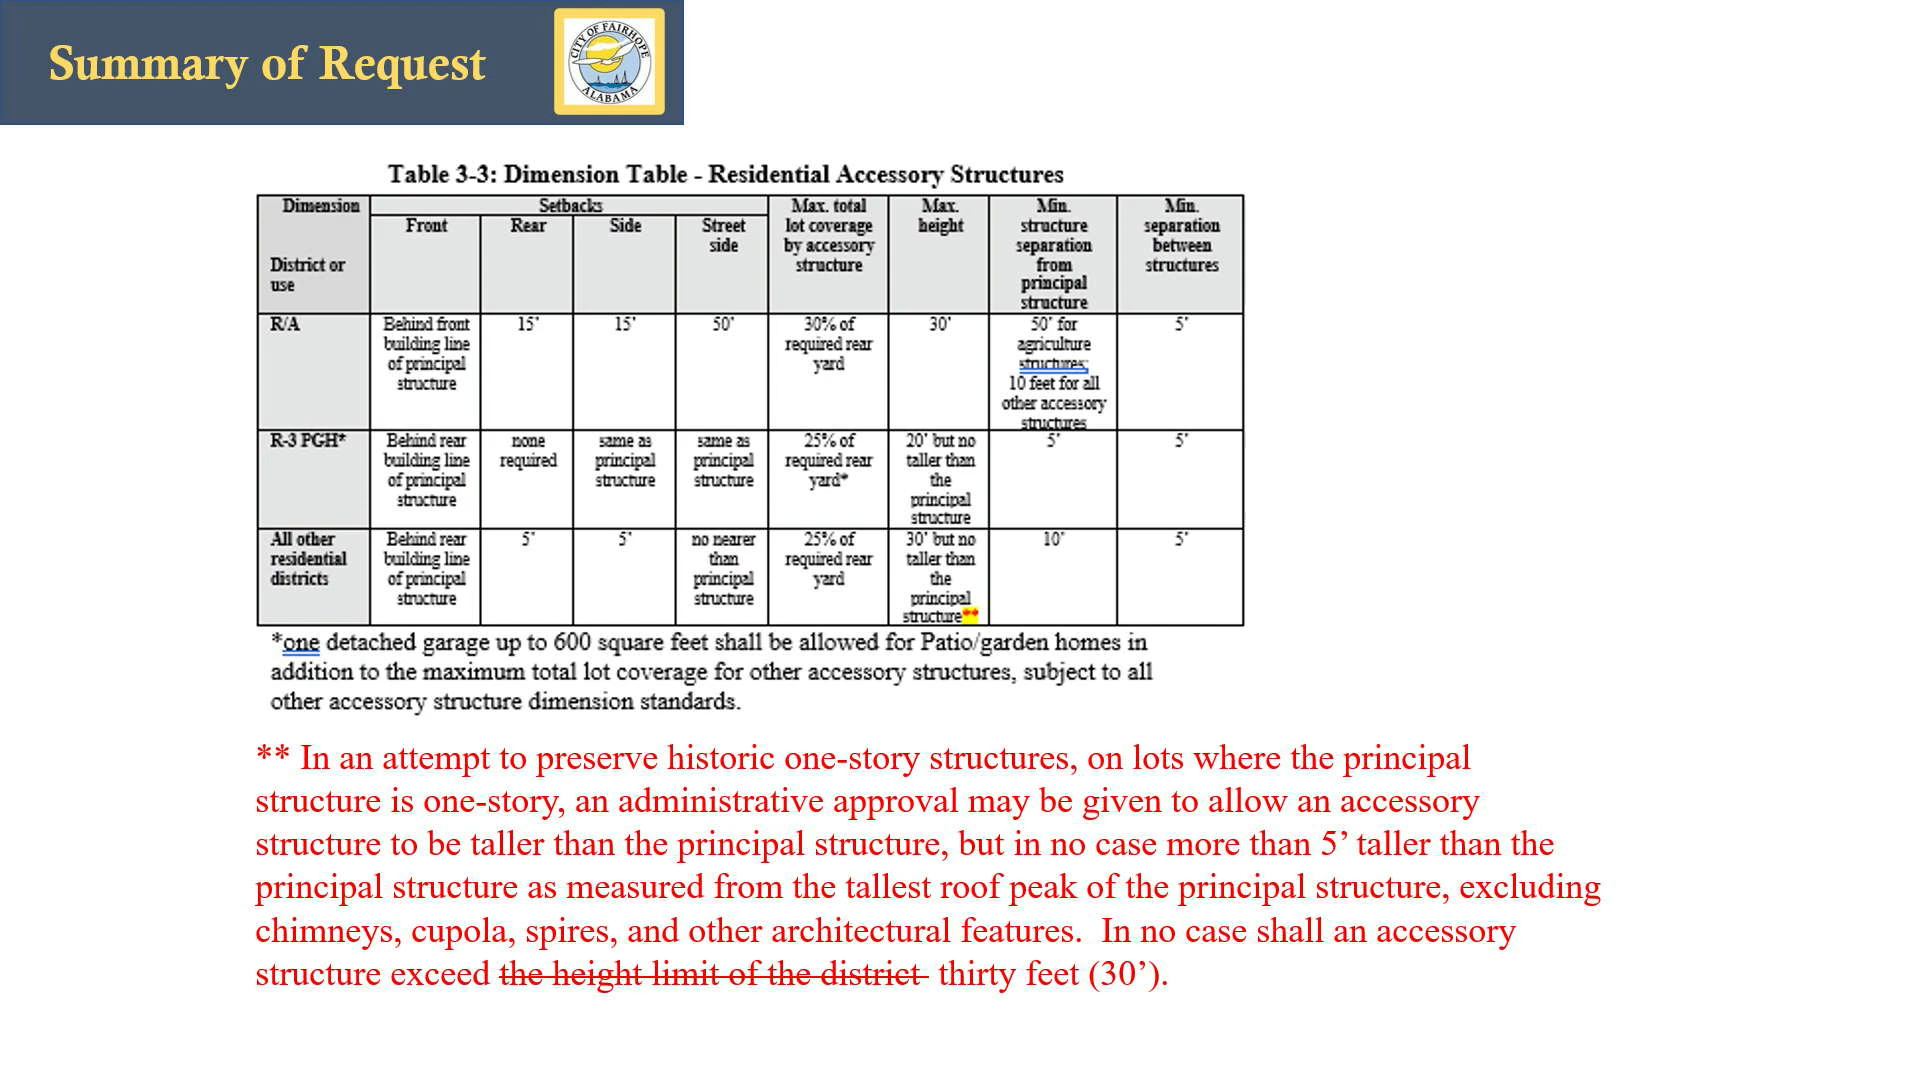 Summary of Request
CITY OF FAIRHOPE
ALABAMA
Table 3-3: Dimension Table - Residential Accessory Structures
Dimension
District or
use
Setbacks
Front
Rear
Side
Street
side
Max. total
lot coverage
by accessory
structure
Max.
height
Min.
structure
separation
from
principal
structure
Min.
separation
between
structures
R/A
Behind front
building line
of principal
structure
15’
15’
50’
30% of
required rear
yard
30’
50’ for
agriculture
structures;
10 feet for all
other accessory
structures
5’
R-3 PGH*
Behind rear
building line
of principal
structure
none
required
same as
principal
structure
same as
principal
structure
25% of
required rear
yard*
20’ but no
taller than
the
principal
structure
5’
5’
All other
residential
districts
Behind rear
building line
of principal
structure
5’
5’
no nearer
than
principal
structure
25% of
required rear
yard
30’ but no
taller than
the
principal
structure**
10’
5’
*one detached garage up to 600 square feet shall be allowed for Patio/garden homes in
addition to the maximum total lot coverage for other accessory structures, subject to all
other accessory structure dimension standards.
** In an attempt to preserve historic one-story structures, on lots where the principal
structure is one-story, an administrative approval may be given to allow an accessory
structure to be taller than the principal structure, but in no case more than 5’ taller than the
principal structure as measured from the tallest roof peak of the principal structure, excluding
chimneys, cupola, spires, and other architectural features.  In no case shall an accessory
structure exceed the height limit of the district  thirty feet (30’).